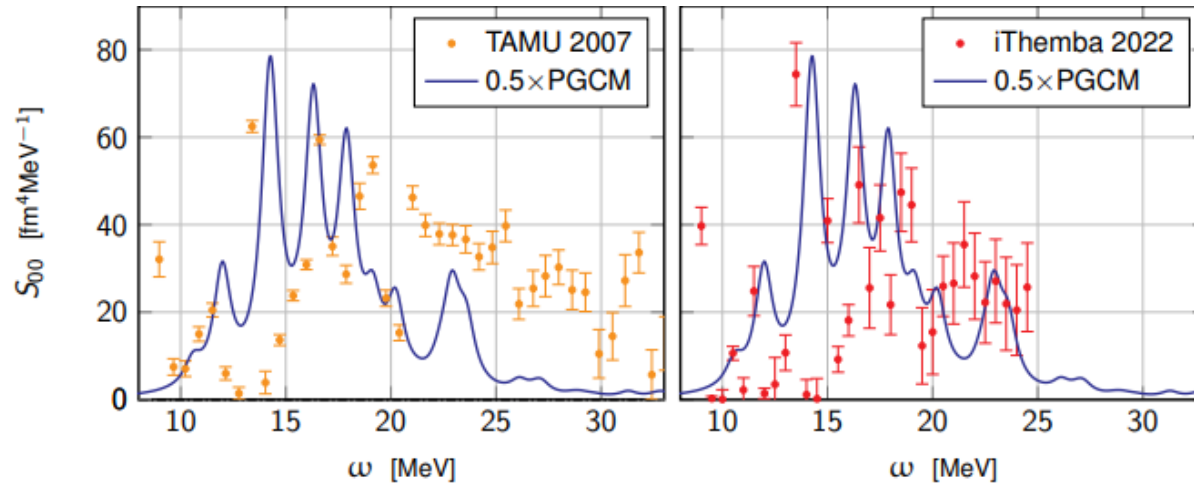 TAMU 2007
0.5×PGCM
iThemba 2022
0.5×PGCM
80
60
40
20
0
S₀₀ [fm⁴MeV⁻¹]
10 15 20 25 30
10 15 20 25 30
ω [MeV]
ω [MeV]